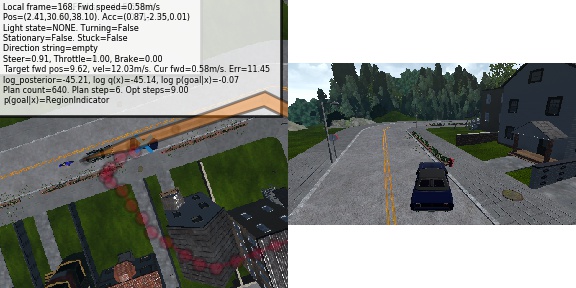 Local frame=168. Fwd speed=0.58m/s
Pos=(2.41,30.60,38.10). Acc=(0.87,-2.35,0.01)
Light state=NONE. Turning=False
Stationary=False. Stuck=False
Direction string=empty
Steer=0.91, Throttle=1.00, Brake=0.00
Target fwd pos=9.62, vel=12.03m/s. Cur fwd=0.58m/s. Err=11.45
log_posterior=-45.21, log q(x)=-45.14, log p(goal|x)=-0.07
Plan count=640. Plan step=6. Opt steps=9.00
p(goal|x)=RegionIndicator